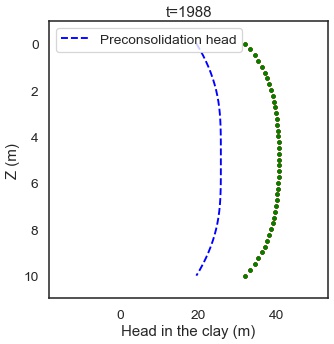 t=1988
Preconsolidation head
0
2
4
6
8
10
Z (m)
0 20 40
Head in the clay (m)